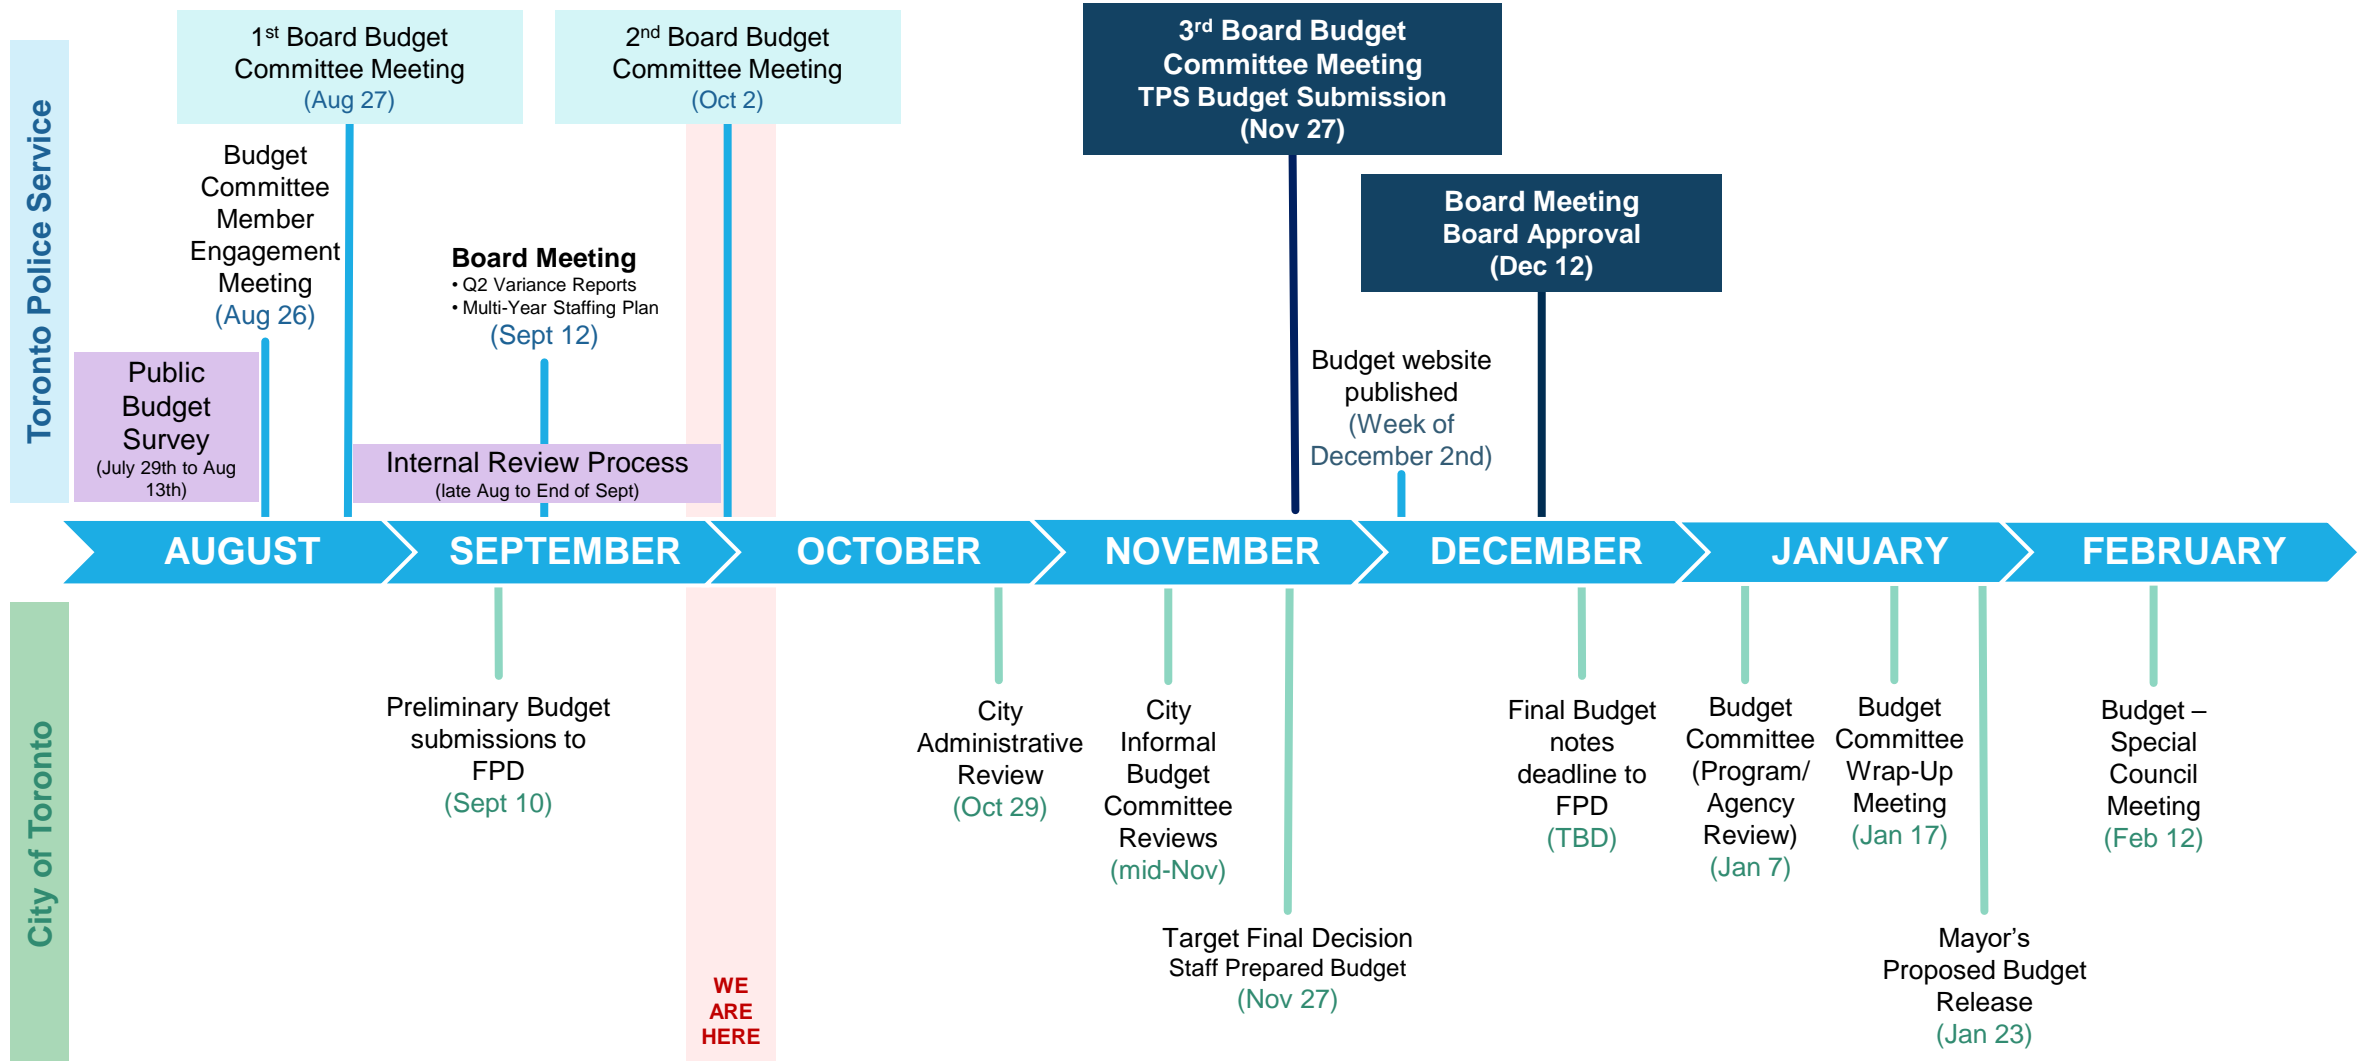 Toronto Police Service
1st Board Budget
Committee Meeting
(Aug 27)
2nd Board Budget
Committee Meeting
(Oct 2)
3rd Board Budget
Committee Meeting
TPS Budget Submission
(Nov 27)
Budget
Committee
Member
Engagement
Meeting
(Aug 26)
Board Meeting
• Q2 Variance Reports
• Multi-Year Staffing Plan
(Sept 12)
Board Meeting
Board Approval
(Dec 12)
Public
Budget
Survey
(July 29th to Aug
13th)
Internal Review Process
(late Aug to End of Sept)
Budget website
published
(Week of
December 2nd)
AUGUST
SEPTEMBER
OCTOBER
NOVEMBER
DECEMBER
JANUARY
FEBRUARY
City of Toronto
Preliminary Budget
submissions to
FPD
(Sept 10)
WE
ARE
HERE
City
Administrative
Review
(Oct 29)
City
Informal
Budget
Committee
Reviews
(mid-Nov)
Target Final Decision
Staff Prepared Budget
(Nov 27)
Final Budget
notes
deadline to
FPD
(TBD)
Budget
Committee
(Program/
Agency
Review)
(Jan 7)
Budget
Committee
Wrap-Up
Meeting
(Jan 17)
Mayor's
Proposed Budget
Release
(Jan 23)
Budget –
Special
Council
Meeting
(Feb 12)